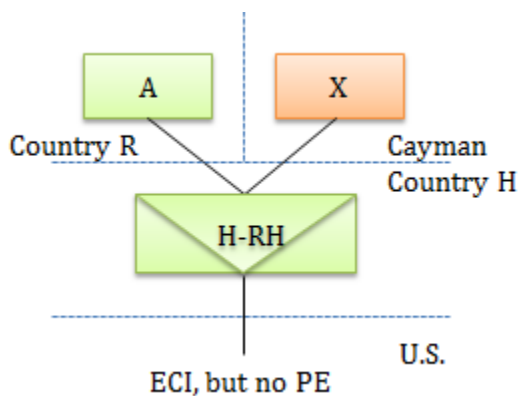 A
X
Country R
Cayman
Country H
H-RH
U.S.
ECI, but no PE